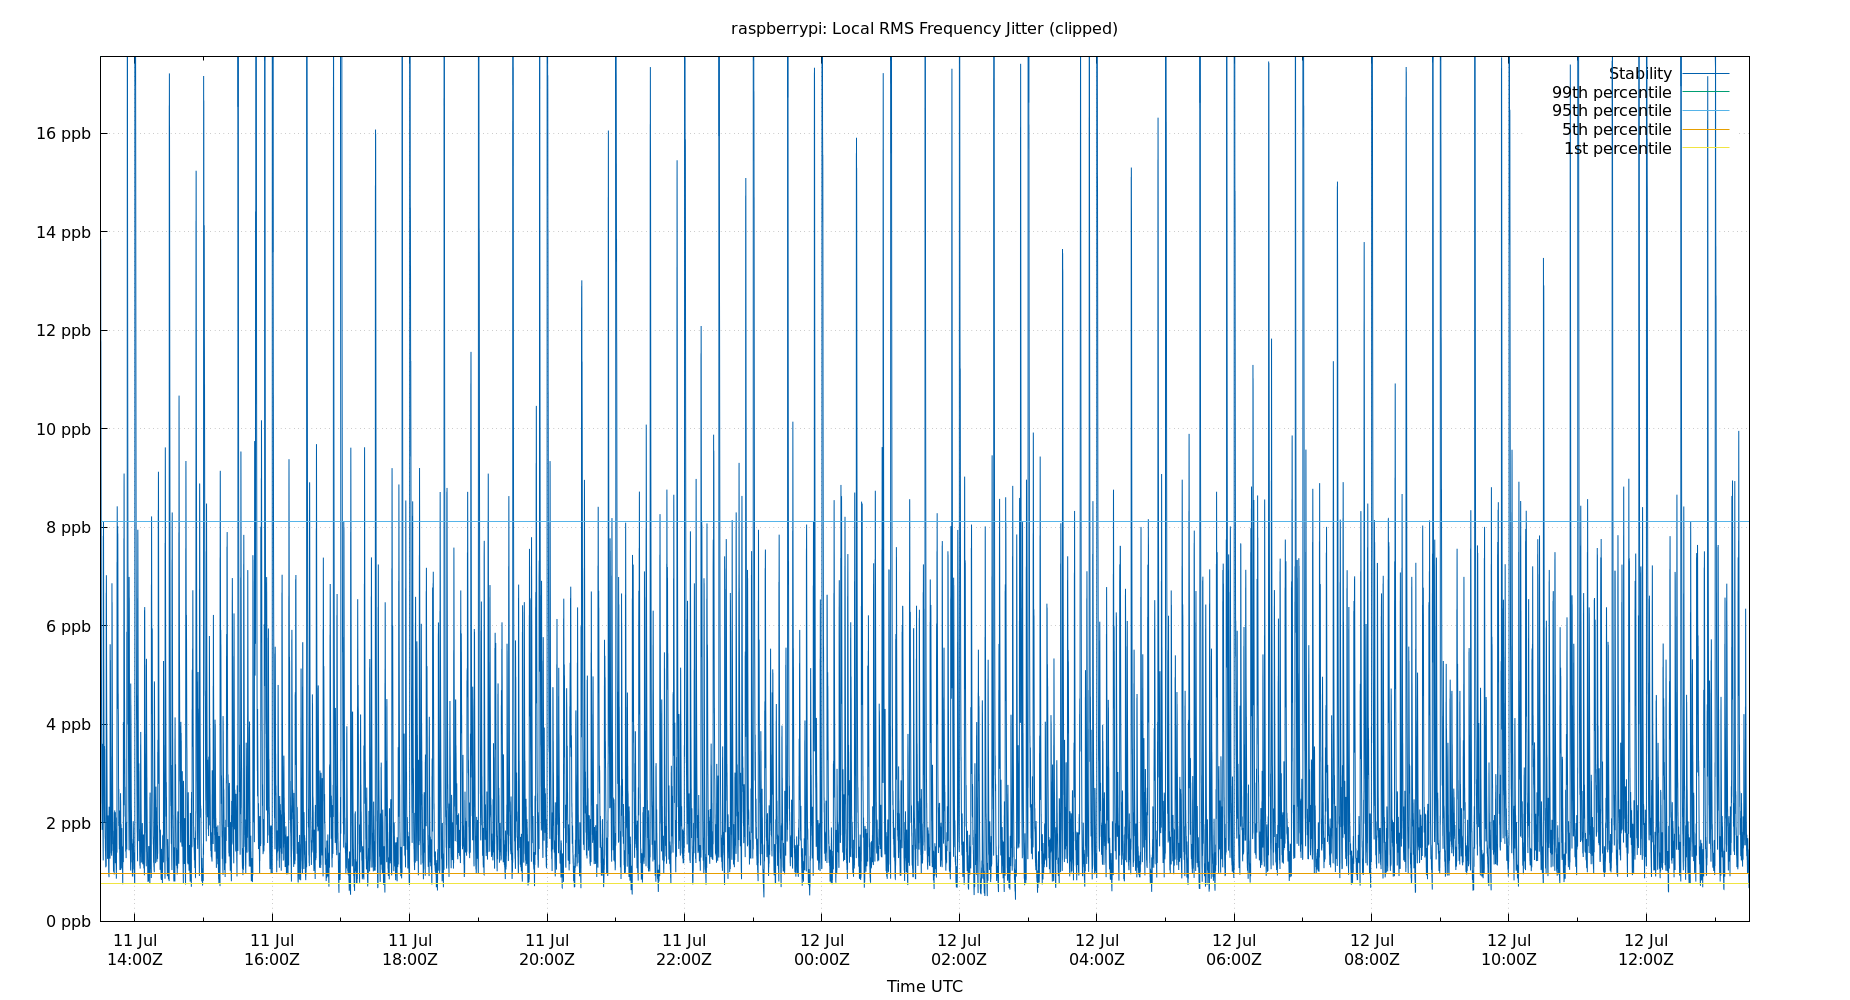 raspberrypi: Local RMS Frequency Jitter (clipped)
Stability
99th percentile
95th percentile
5th percentile
1st percentile
16 ppb
14 ppb
12 ppb
10 ppb
8 ppb
6 ppb
4 ppb
2 ppb
0 ppb
11 Jul 11 Jul 11 Jul 11 Jul 11 Jul 12 Jul 12 Jul 12 Jul 12 Jul 12 Jul 12 Jul 12 Jul
14:00Z 16:00Z 18:00Z 20:00Z 22:00Z 00:00Z 02:00Z 04:00Z 06:00Z 08:00Z 10:00Z 12:00Z
Time UTC